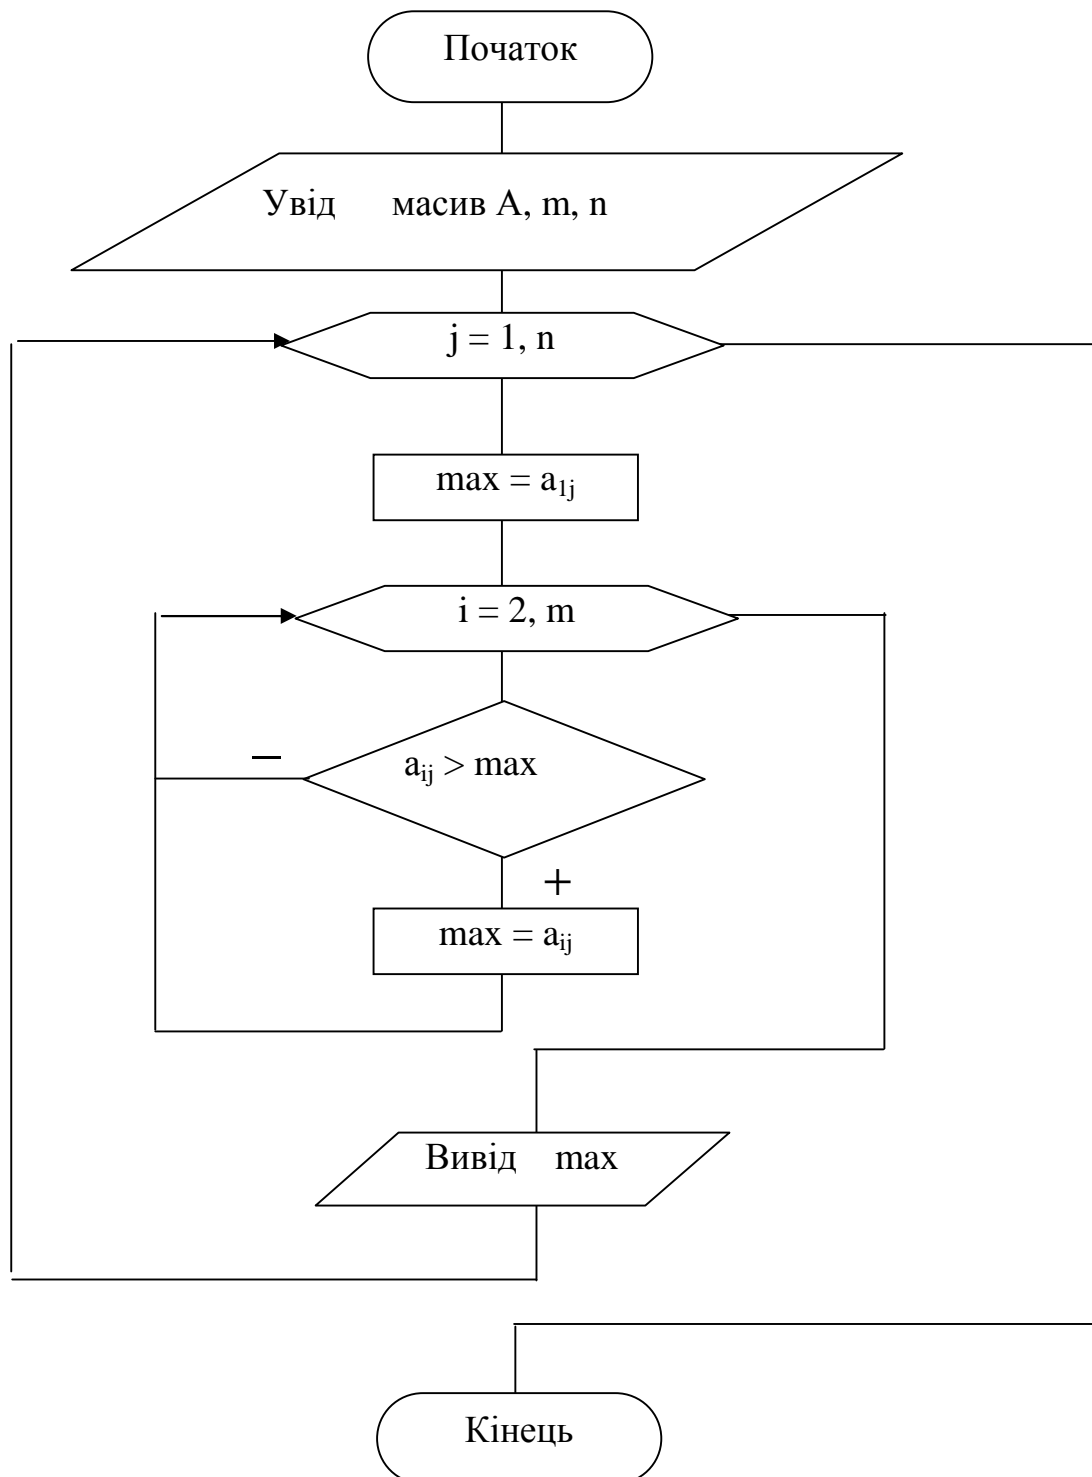 Початок
Увід масив А, m, n
j = 1, n
max = a1j
i = 2, m
aij > max
–
+
max = aij
Вивід max
Кінець